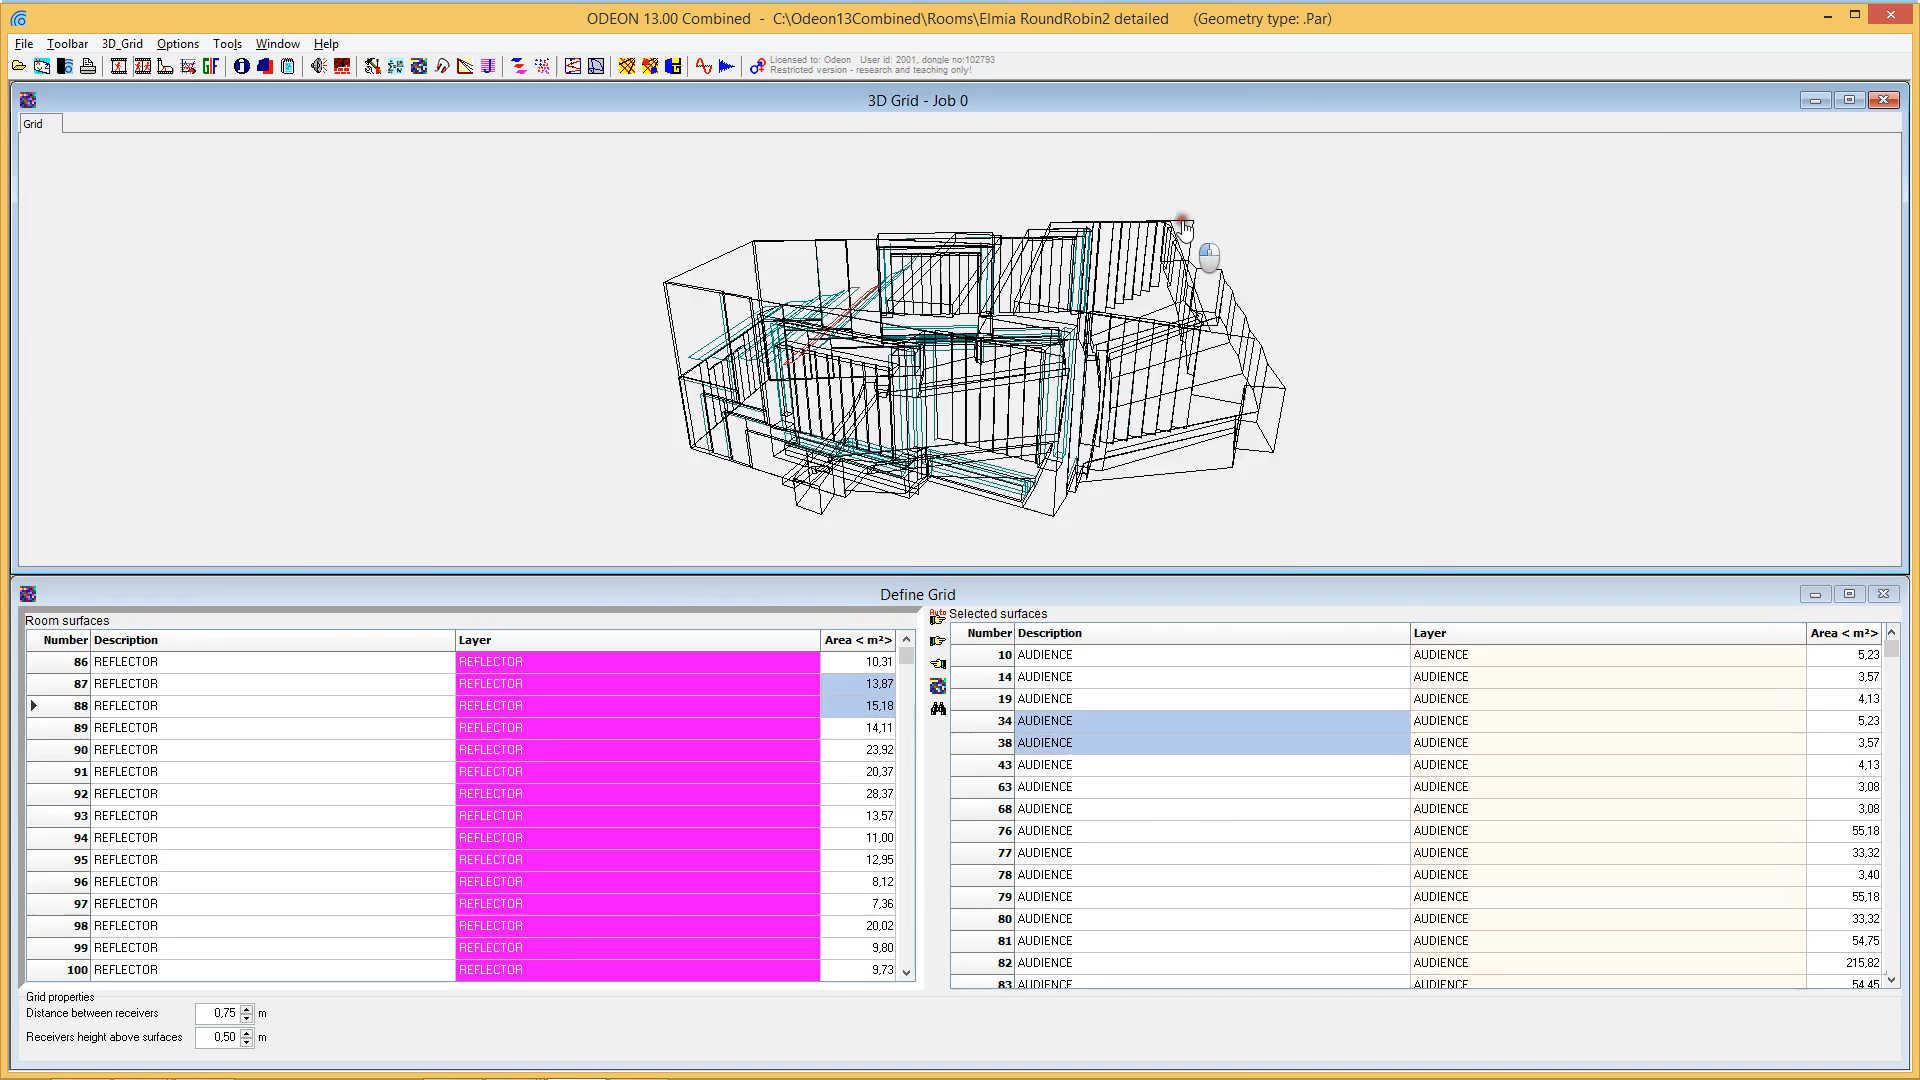 ODEON 13.00 Combined - C:\Odeon13Combined\Rooms\Elmia RoundRobin2 detailed (Geometry type: .Par)
File Toolbar 3D_Grid Options Tools Window Help
GIF
Licensed to: Odeon User id: 2001, dongle no:102793
Restricted version - research and teaching only!
3D Grid - Job 0
Grid
Define Grid
Room surfaces
Number Description Layer Area < m²>
86 REFLECTOR REFLECTOR 10,31
87 REFLECTOR REFLECTOR 13,87
88 REFLECTOR REFLECTOR 15,18
89 REFLECTOR REFLECTOR 14,11
90 REFLECTOR REFLECTOR 23,92
91 REFLECTOR REFLECTOR 20,37
92 REFLECTOR REFLECTOR 28,37
93 REFLECTOR REFLECTOR 13,57
94 REFLECTOR REFLECTOR 11,00
95 REFLECTOR REFLECTOR 12,95
96 REFLECTOR REFLECTOR 8,12
97 REFLECTOR REFLECTOR 7,36
98 REFLECTOR REFLECTOR 20,02
99 REFLECTOR REFLECTOR 9,80
100 REFLECTOR REFLECTOR 9,73
Auto
Selected surfaces
Number Description Layer Area < m²>
10 AUDIENCE AUDIENCE 5,23
14 AUDIENCE AUDIENCE 3,57
19 AUDIENCE AUDIENCE 4,13
34 AUDIENCE AUDIENCE 5,23
38 AUDIENCE AUDIENCE 3,57
43 AUDIENCE AUDIENCE 4,13
63 AUDIENCE AUDIENCE 3,08
68 AUDIENCE AUDIENCE 3,08
76 AUDIENCE AUDIENCE 55,18
77 AUDIENCE AUDIENCE 33,32
78 AUDIENCE AUDIENCE 3,40
79 AUDIENCE AUDIENCE 55,18
80 AUDIENCE AUDIENCE 33,32
81 AUDIENCE AUDIENCE 54,75
82 AUDIENCE AUDIENCE 215,82
83 AUDIENCE AUDIENCE 54,45
Grid properties
Distance between receivers 0,75 m
Receivers height above surfaces 0,50 m